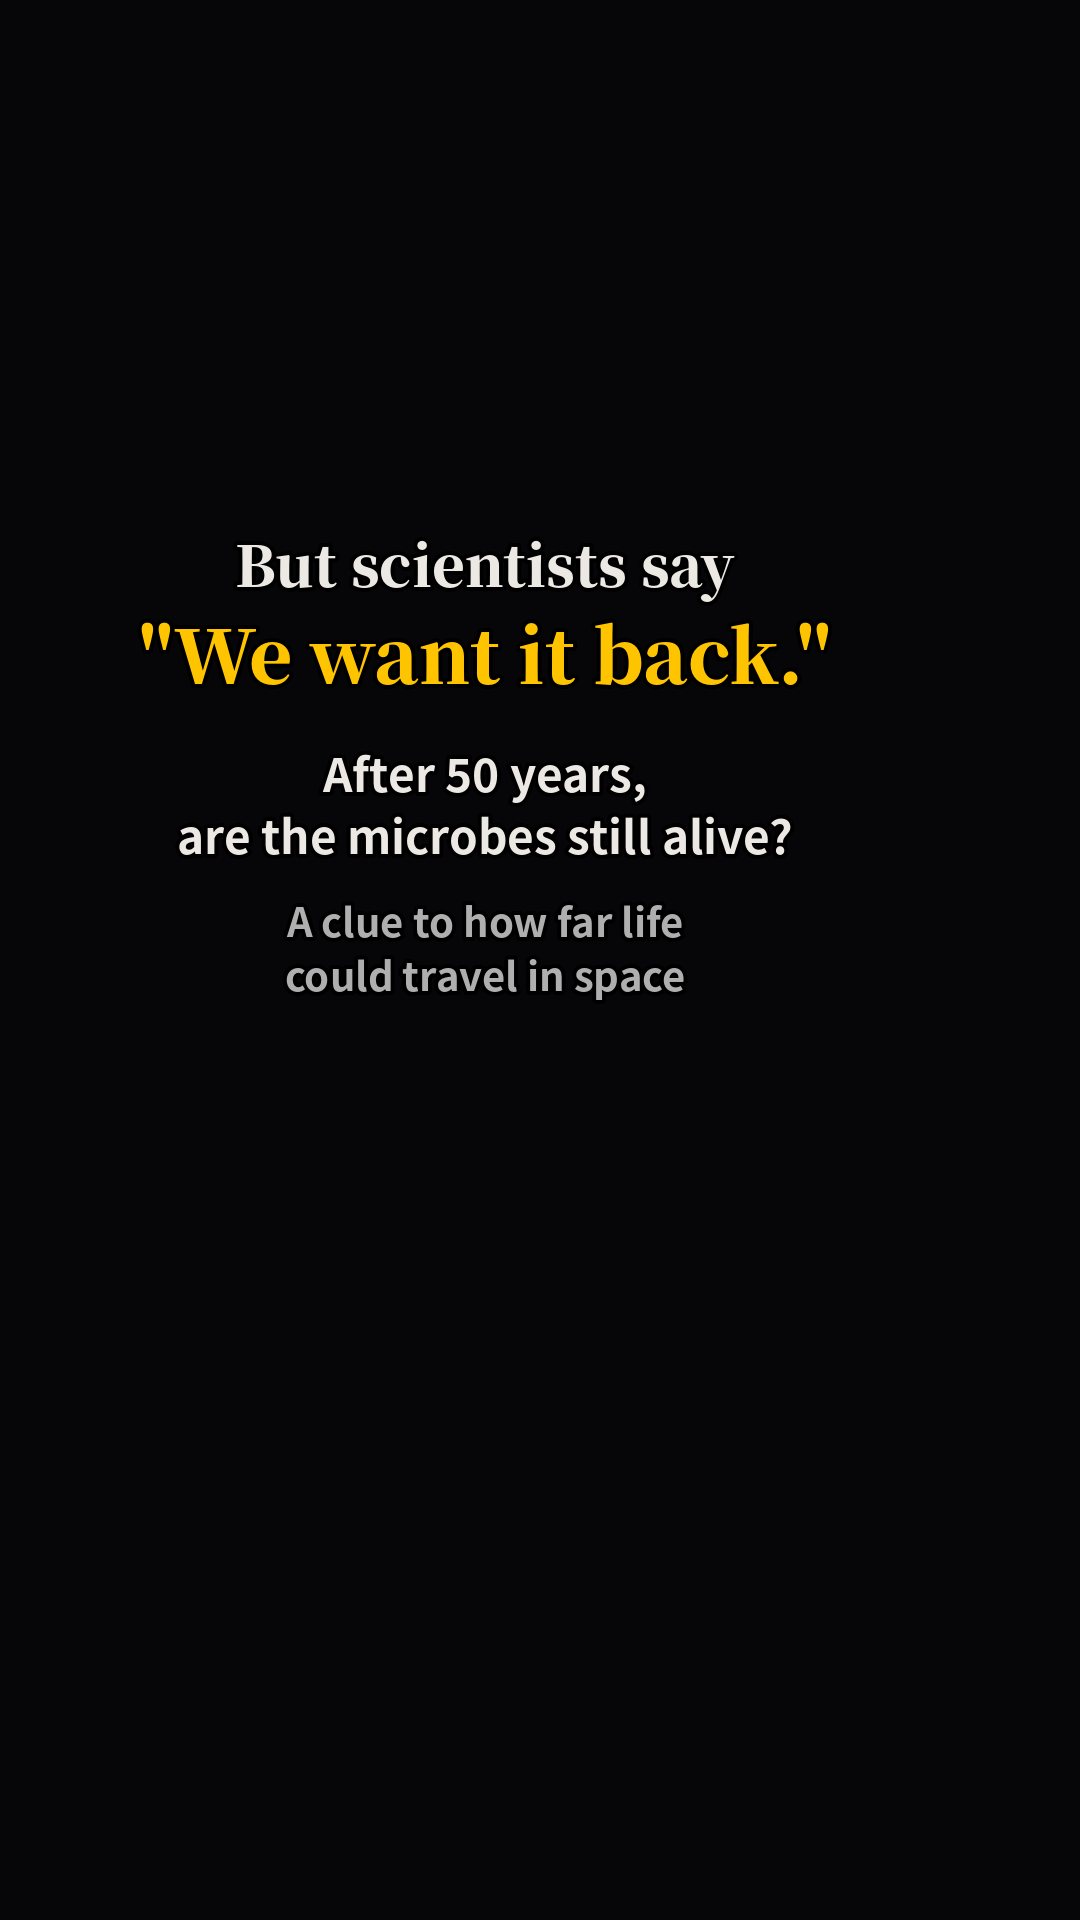 But scientists say
"We want it back."
After 50 years,
are the microbes still alive?
A clue to how far life
could travel in space